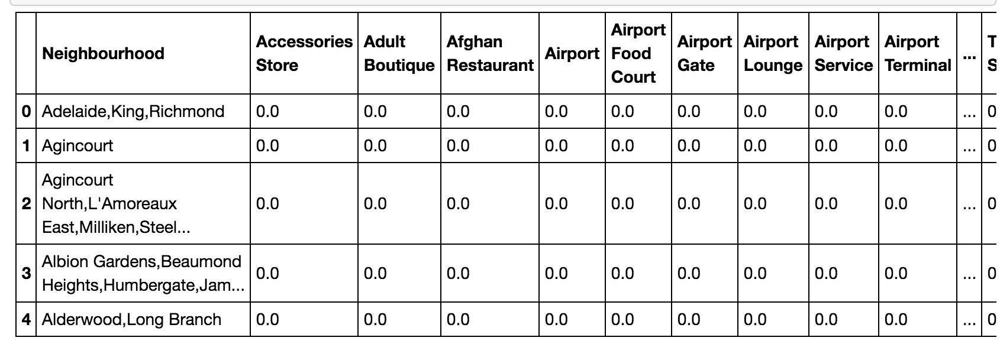 Neighbourhood Accessories Store Adult Boutique Afghan Restaurant Airport Airport Food Court Airport Gate Airport Lounge Airport Service Airport Terminal ...
0 Adelaide,King,Richmond 0.0 0.0 0.0 0.0 0.0 0.0 0.0 0.0 0.0 ... 0
1 Agincourt 0.0 0.0 0.0 0.0 0.0 0.0 0.0 0.0 0.0 ... 0
2 Agincourt North,L'Amoreaux East,Milliken,Steel... 0.0 0.0 0.0 0.0 0.0 0.0 0.0 0.0 0.0 ... 0
3 Albion Gardens,Beaumond Heights,Humbergate,Jam... 0.0 0.0 0.0 0.0 0.0 0.0 0.0 0.0 0.0 ... 0
4 Alderwood,Long Branch 0.0 0.0 0.0 0.0 0.0 0.0 0.0 0.0 0.0 ... 0